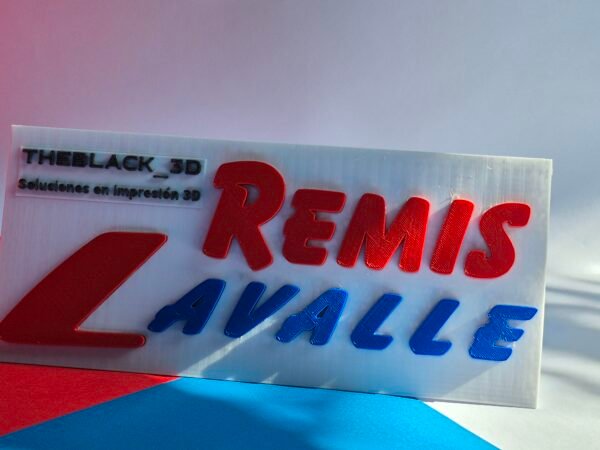 THEBLACK_3D
Soluciones en impresión 3D
REMIS
LAVALLE